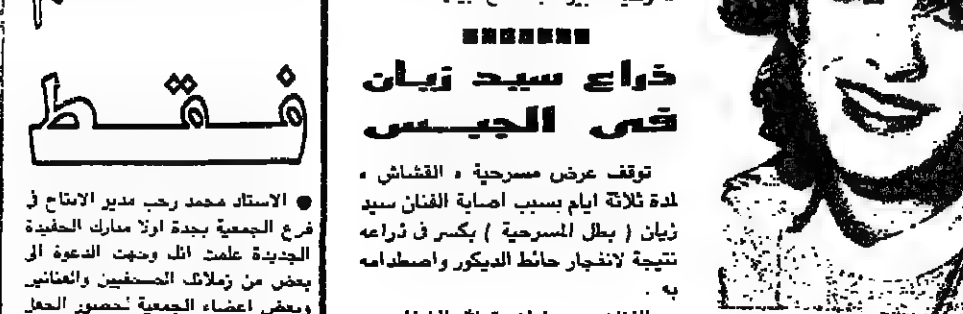 ذراع سيد زيان
فى الجبس
توقف عرض مسرحية « القشاش »
لمدة ثلاثة ايام بسبب اصابة الفنان سيد
زيان ( بطل المسرحية ) بكسر فى ذراعه
نتيجة لانفجار حائط الديكور واصطدامه
به .
فقط
● الاستاذ محمد رجب مدير الانتاج في
فرع الجمعية بجدة اولا مبارك الحفيدة
الجديدة علمت انك وجهت الدعوة الى
بعض من زملائك الصحفيين والفنانين
وبعض اعضاء الجمعية لحضور الحفل